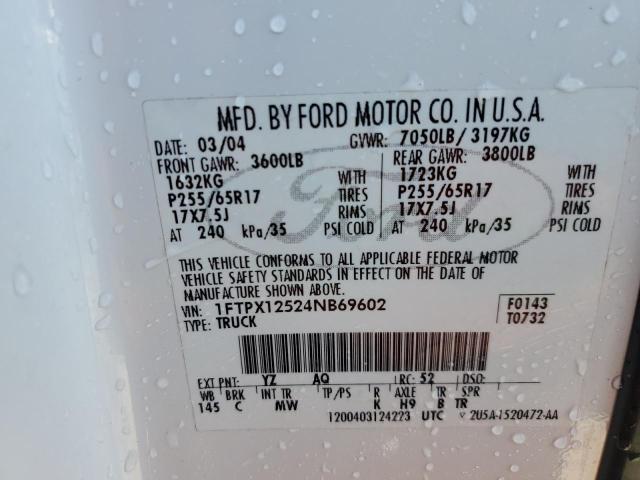 MFD. BY FORD MOTOR CO. IN U.S.A.
DATE: 03/04 GVWR: 7050LB / 3197KG
FRONT GAWR: 3600LB REAR GAWR: 3800LB
1632KG WITH 1723KG WITH
P255/65R17 TIRES P255/65R17 TIRES
17X7.5J RIMS 17X7.5J RIMS
AT 240 kPa/35 PSI COLD AT 240 kPa/35 PSI COLD
Ford
THIS VEHICLE CONFORMS TO ALL APPLICABLE FEDERAL MOTOR
VEHICLE SAFETY STANDARDS IN EFFECT ON THE DATE OF
MANUFACTURE SHOWN ABOVE.
VIN: 1FTPX12524NB69602 F0143
TYPE: TRUCK T0732
EXT PNT: YZ AQ RC: 52 DSO:
WB BRK INT TR TP/PS R AXLE TR SPR
145 C MW K H9 B TR
1200403124223 UTC 2U5A-1520472-AA